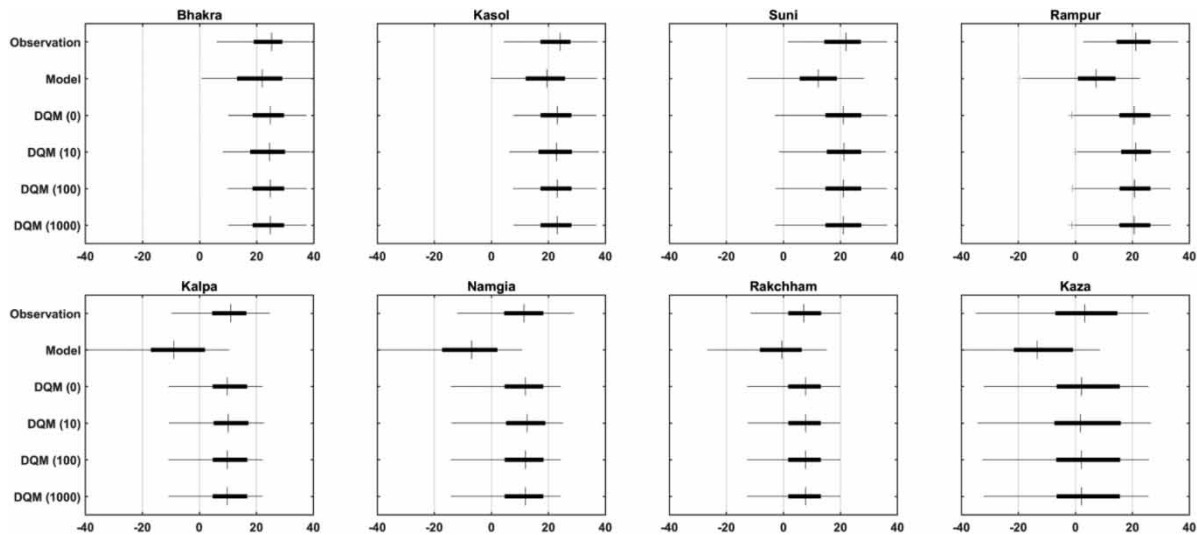 Bhakra Kasol Suni Rampur
Observation
Model
DQM (0)
DQM (10)
DQM (100)
DQM (1000)
-40 -20 0 20 40 -40 -20 0 20 40 -40 -20 0 20 40 -40 -20 0 20 40
Kalpa Namgia Rakchham Kaza
Observation
Model
DQM (0)
DQM (10)
DQM (100)
DQM (1000)
-40 -20 0 20 40 -40 -20 0 20 40 -40 -20 0 20 40 -40 -20 0 20 40